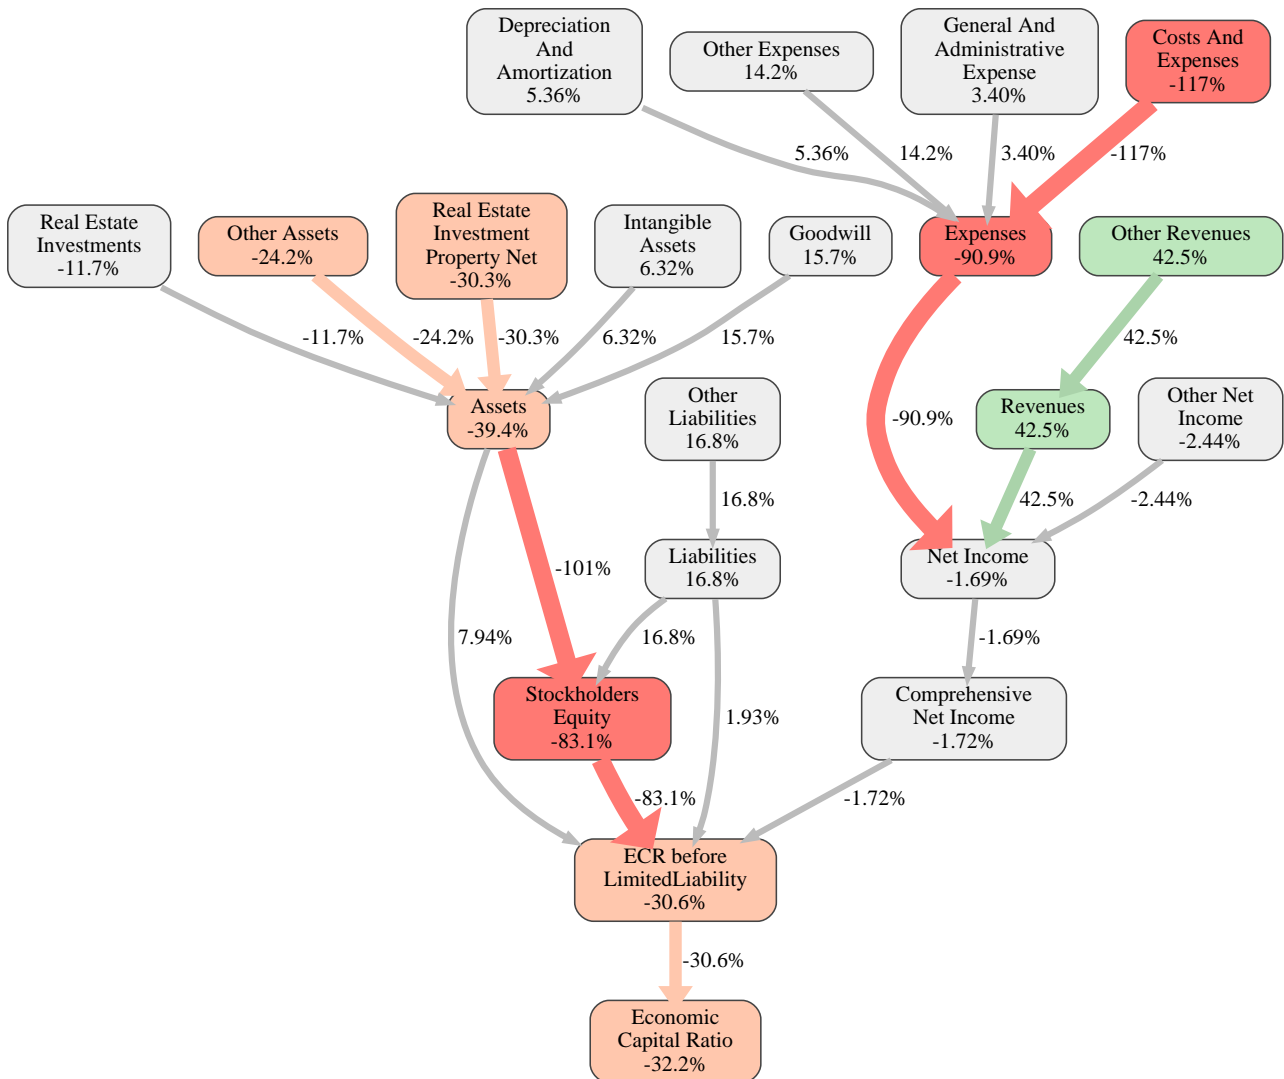 Depreciation
And
Amortization
5.36%
Other Expenses
14.2%
General And
Administrative
Expense
3.40%
Costs And
Expenses
-117%
5.36%
14.2%
3.40%
-117%
Real Estate
Investments
-11.7%
Other Assets
-24.2%
Real Estate
Investment
Property Net
-30.3%
Intangible
Assets
6.32%
Goodwill
15.7%
Expenses
-90.9%
Other Revenues
42.5%
-11.7%
-24.2%
-30.3%
6.32%
15.7%
42.5%
Assets
-39.4%
Other
Liabilities
16.8%
-90.9%
Revenues
42.5%
Other Net
Income
-2.44%
16.8%
42.5%
-2.44%
-101%
Liabilities
16.8%
Net Income
-1.69%
7.94%
16.8%
-1.69%
Stockholders
Equity
-83.1%
1.93%
Comprehensive
Net Income
-1.72%
-83.1%
-1.72%
ECR before
LimitedLiability
-30.6%
-30.6%
Economic
Capital Ratio
-32.2%